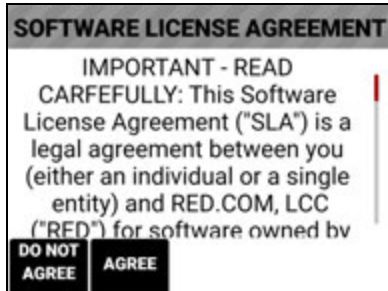 SOFTWARE LICENSE AGREEMENT
IMPORTANT - READ
CARFEFULLY: This Software
License Agreement ("SLA") is a
legal agreement between you
(either an individual or a single
entity) and RED.COM, LCC
("RED") for software owned by
DO NOT
AGREE
AGREE